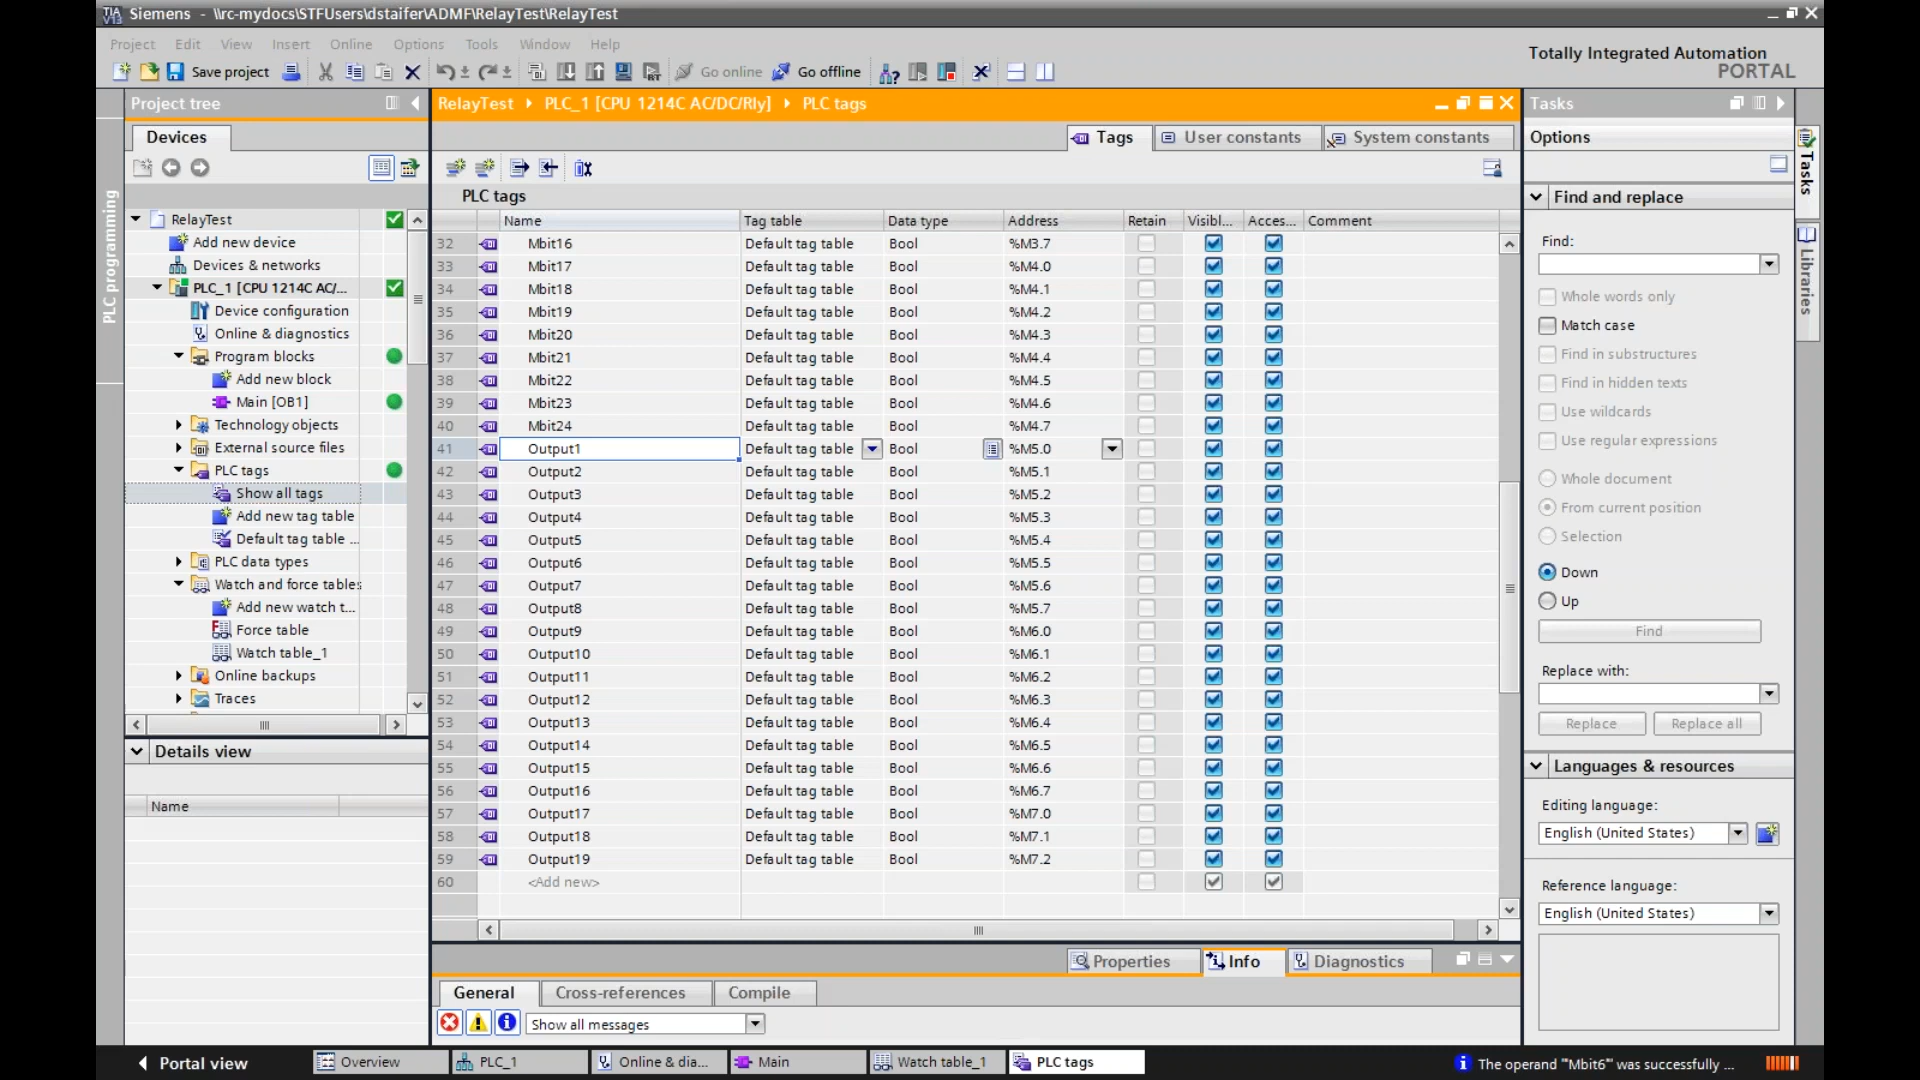 Siemens - \\rc-mydocs\STFUsers\dstaifer\ADMF\RelayTest\RelayTest
Project Edit View Insert Online Options Tools Window Help
Totally Integrated Automation
PORTAL
Save project Go online Go offline
Project tree
RelayTest PLC_1 [CPU 1214C AC/DC/Rly] PLC tags
Tasks
Devices
Tags User constants System constants
Options
PLC programming
Tasks
Libraries
PLC tags
Find and replace
RelayTest
Add new device
Devices & networks
PLC_1 [CPU 1214C AC/...
Device configuration
Online & diagnostics
Program blocks
Add new block
Main [OB1]
Technology objects
External source files
PLC tags
Show all tags
Add new tag table
Default tag table ...
PLC data types
Watch and force tables
Add new watch t...
Force table
Watch table_1
Online backups
Traces
Details view
Name
Name Tag table Data type Address Retain Visibl... Acces... Comment
32 Mbit16 Default tag table Bool %M3.7
33 Mbit17 Default tag table Bool %M4.0
34 Mbit18 Default tag table Bool %M4.1
35 Mbit19 Default tag table Bool %M4.2
36 Mbit20 Default tag table Bool %M4.3
37 Mbit21 Default tag table Bool %M4.4
38 Mbit22 Default tag table Bool %M4.5
39 Mbit23 Default tag table Bool %M4.6
40 Mbit24 Default tag table Bool %M4.7
41 Output1 Default tag table Bool %M5.0
42 Output2 Default tag table Bool %M5.1
43 Output3 Default tag table Bool %M5.2
44 Output4 Default tag table Bool %M5.3
45 Output5 Default tag table Bool %M5.4
46 Output6 Default tag table Bool %M5.5
47 Output7 Default tag table Bool %M5.6
48 Output8 Default tag table Bool %M5.7
49 Output9 Default tag table Bool %M6.0
50 Output10 Default tag table Bool %M6.1
51 Output11 Default tag table Bool %M6.2
52 Output12 Default tag table Bool %M6.3
53 Output13 Default tag table Bool %M6.4
54 Output14 Default tag table Bool %M6.5
55 Output15 Default tag table Bool %M6.6
56 Output16 Default tag table Bool %M6.7
57 Output17 Default tag table Bool %M7.0
58 Output18 Default tag table Bool %M7.1
59 Output19 Default tag table Bool %M7.2
60 <Add new>
Find:
Whole words only
Match case
Find in substructures
Find in hidden texts
Use wildcards
Use regular expressions
Whole document
From current position
Selection
Down
Up
Find
Replace with:
Replace Replace all
Languages & resources
Editing language:
English (United States)
Reference language:
English (United States)
Properties Info Diagnostics
General Cross-references Compile
Show all messages
Portal view Overview PLC_1 Online & dia... Main Watch table_1 PLC tags
The operand '"Mbit6"' was successfully ...